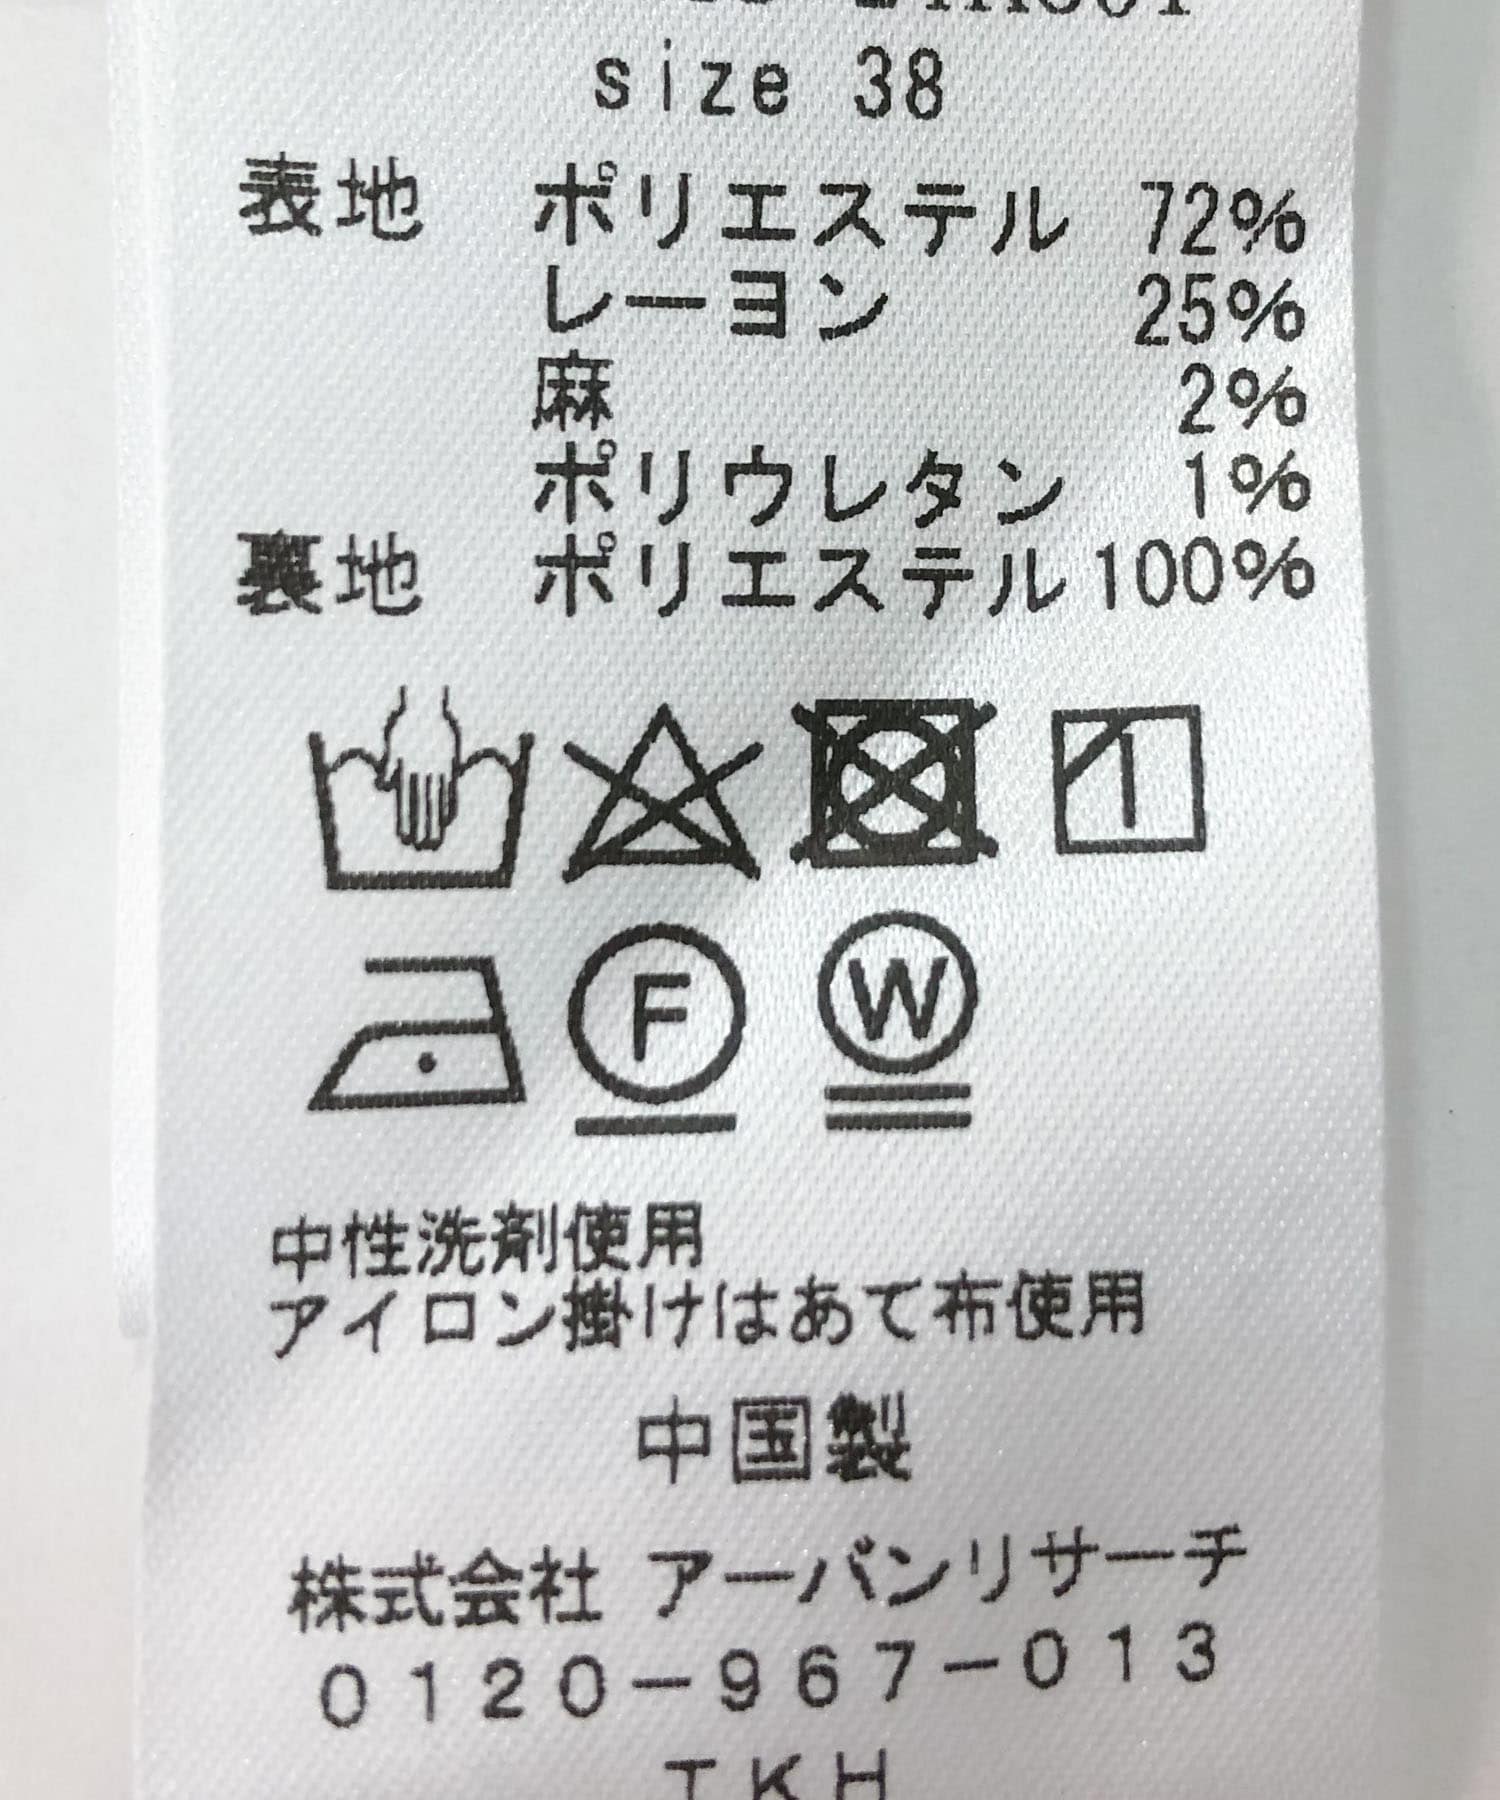 size 38
表地 ポリエステル 72%
レーヨン 25%
麻 2%
ポリウレタン 1%
裏地 ポリエステル100%
F W
中性洗剤使用
アイロン掛けはあて布使用
中国製
株式会社 アーバンリサーチ
0120-967-013
TKH